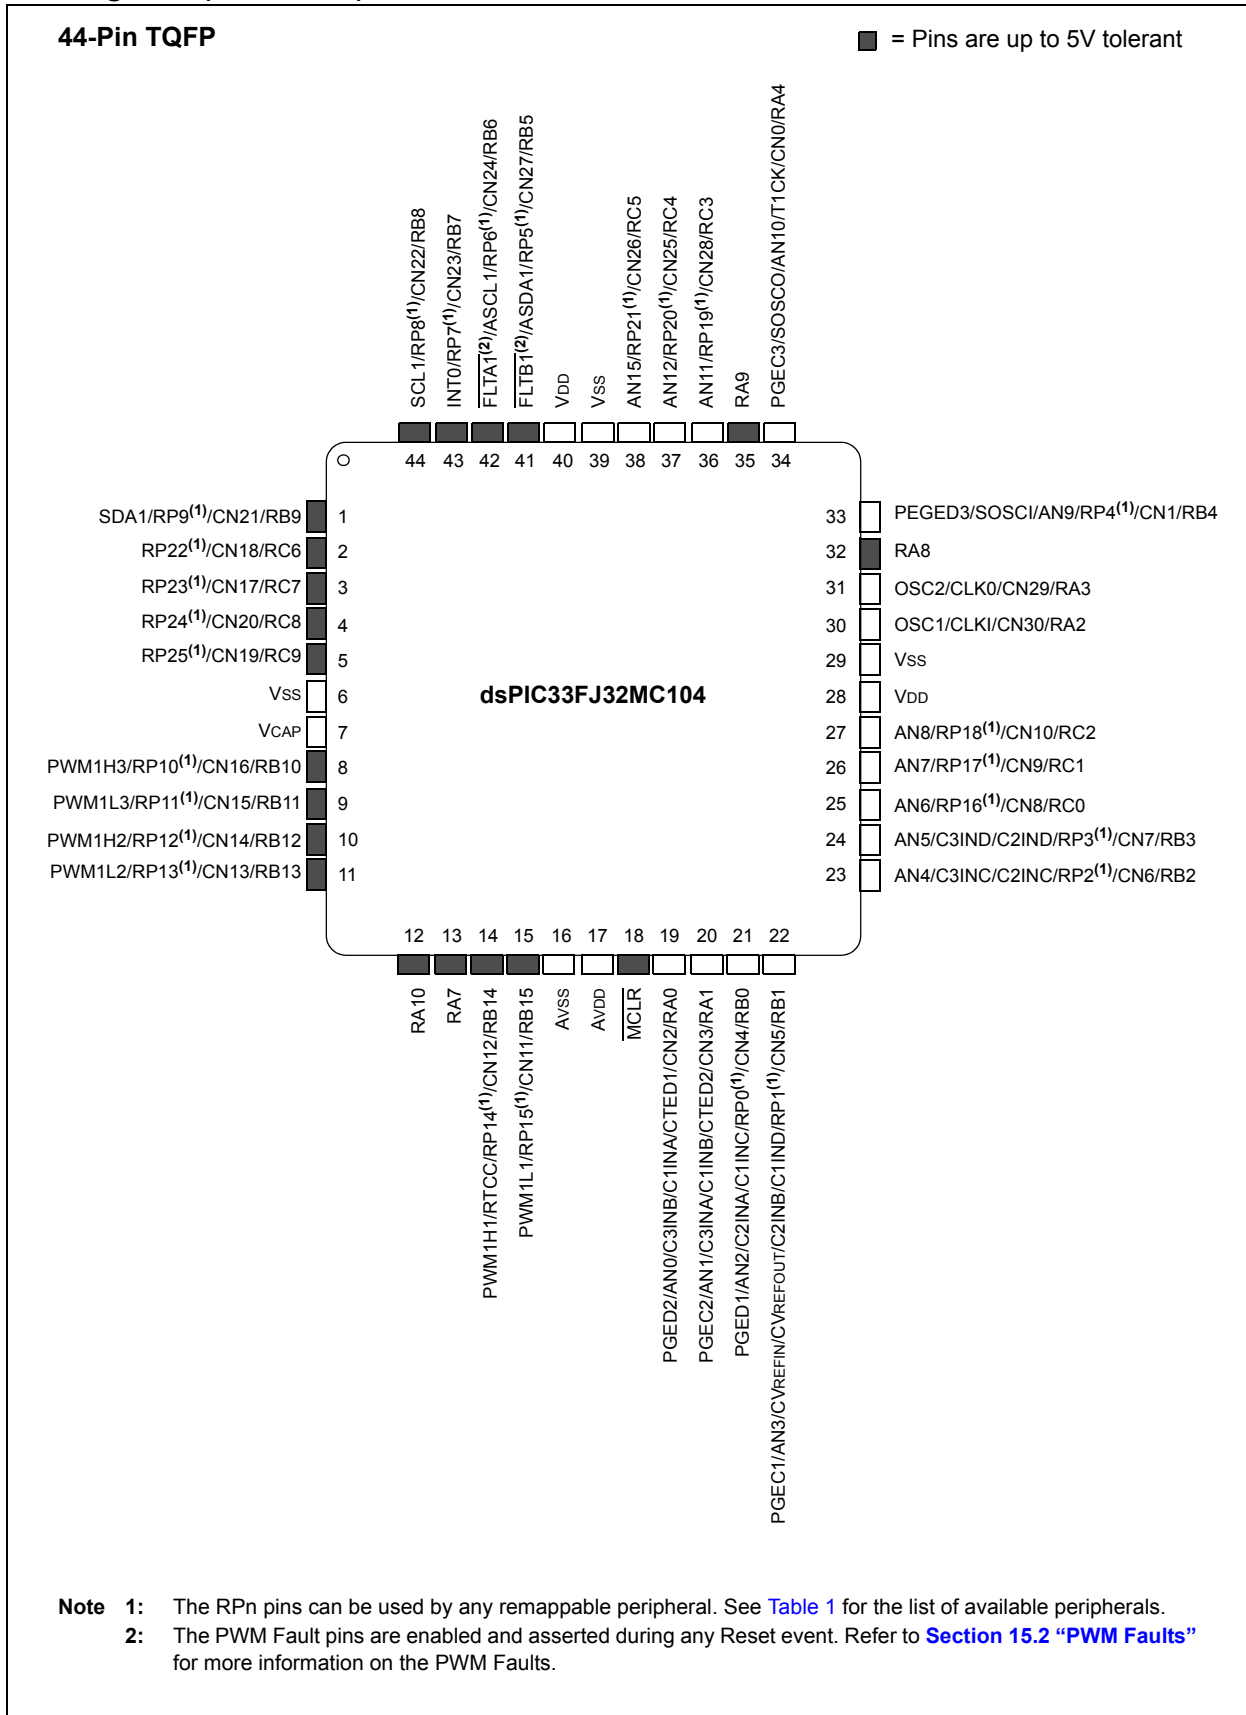 44-Pin TQFP
= Pins are up to 5V tolerant
SCL1/RP8(1)/CN22/RB8
INT0/RP7(1)/CN23/RB7
FLTA1(2)/ASCL1/RP6(1)/CN24/RB6
FLTB1(2)/ASDA1/RP5(1)/CN27/RB5
VDD
VSS
AN15/RP21(1)/CN26/RC5
AN12/RP20(1)/CN25/RC4
AN11/RP19(1)/CN28/RC3
RA9
PGEC3/SOSCO/AN10/T1CK/CN0/RA4
44 43 42 41 40 39 38 37 36 35 34
SDA1/RP9(1)/CN21/RB9 1
RP22(1)/CN18/RC6 2
RP23(1)/CN17/RC7 3
RP24(1)/CN20/RC8 4
RP25(1)/CN19/RC9 5
VSS 6
VCAP 7
PWM1H3/RP10(1)/CN16/RB10 8
PWM1L3/RP11(1)/CN15/RB11 9
PWM1H2/RP12(1)/CN14/RB12 10
PWM1L2/RP13(1)/CN13/RB13 11
dsPIC33FJ32MC104
33 PEGED3/SOSCI/AN9/RP4(1)/CN1/RB4
32 RA8
31 OSC2/CLK0/CN29/RA3
30 OSC1/CLKI/CN30/RA2
29 VSS
28 VDD
27 AN8/RP18(1)/CN10/RC2
26 AN7/RP17(1)/CN9/RC1
25 AN6/RP16(1)/CN8/RC0
24 AN5/C3IND/C2IND/RP3(1)/CN7/RB3
23 AN4/C3INC/C2INC/RP2(1)/CN6/RB2
12 13 14 15 16 17 18 19 20 21 22
RA10
RA7
PWM1H1/RTCC/RP14(1)/CN12/RB14
PWM1L1/RP15(1)/CN11/RB15
AVSS
AVDD
MCLR
PGED2/AN0/C3INB/C1INA/CTED1/CN2/RA0
PGEC2/AN1/C3INA/C1INB/CTED2/CN3/RA1
PGED1/AN2/C2INA/C1INC/RP0(1)/CN4/RB0
PGEC1/AN3/CVREFIN/CVREFOUT/C2INB/C1IND/RP1(1)/CN5/RB1
Note 1: The RPn pins can be used by any remappable peripheral. See Table 1 for the list of available peripherals.
2: The PWM Fault pins are enabled and asserted during any Reset event. Refer to Section 15.2 “PWM Faults”
for more information on the PWM Faults.